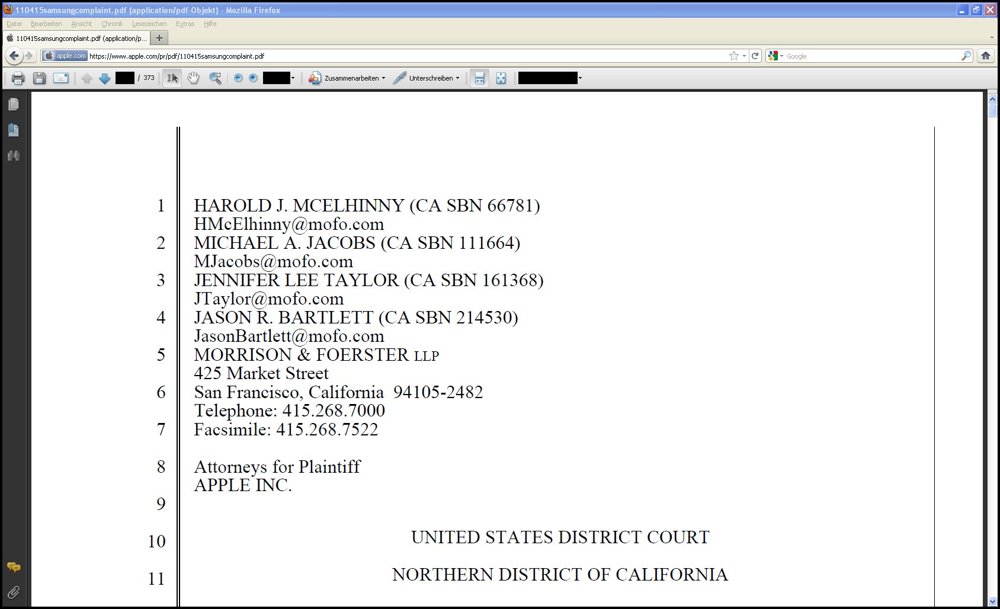 110415samsungcomplaint.pdf (application/pdf-Objekt) - Mozilla Firefox
Datei Bearbeiten Ansicht Chronik Lesezeichen Extras Hilfe
110415samsungcomplaint.pdf (application/p...
apple.com https://www.apple.com/pr/pdf/110415samsungcomplaint.pdf Google
/ 373 Zusammenarbeiten Unterschreiben
1 HAROLD J. MCELHINNY (CA SBN 66781)
HMcElhinny@mofo.com
2 MICHAEL A. JACOBS (CA SBN 111664)
MJacobs@mofo.com
3 JENNIFER LEE TAYLOR (CA SBN 161368)
JTaylor@mofo.com
4 JASON R. BARTLETT (CA SBN 214530)
JasonBartlett@mofo.com
5 MORRISON & FOERSTER LLP
425 Market Street
6 San Francisco, California 94105-2482
Telephone: 415.268.7000
7 Facsimile: 415.268.7522
8 Attorneys for Plaintiff
APPLE INC.
9
10 UNITED STATES DISTRICT COURT
11 NORTHERN DISTRICT OF CALIFORNIA